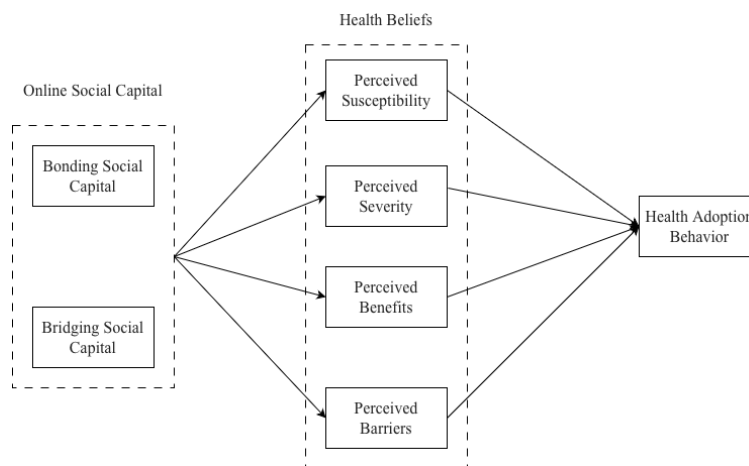 Health Beliefs
Online Social Capital
Perceived
Susceptibility
Bonding Social
Capital
Perceived
Severity
Health Adoption
Behavior
Perceived
Benefits
Bridging Social
Capital
Perceived
Barriers